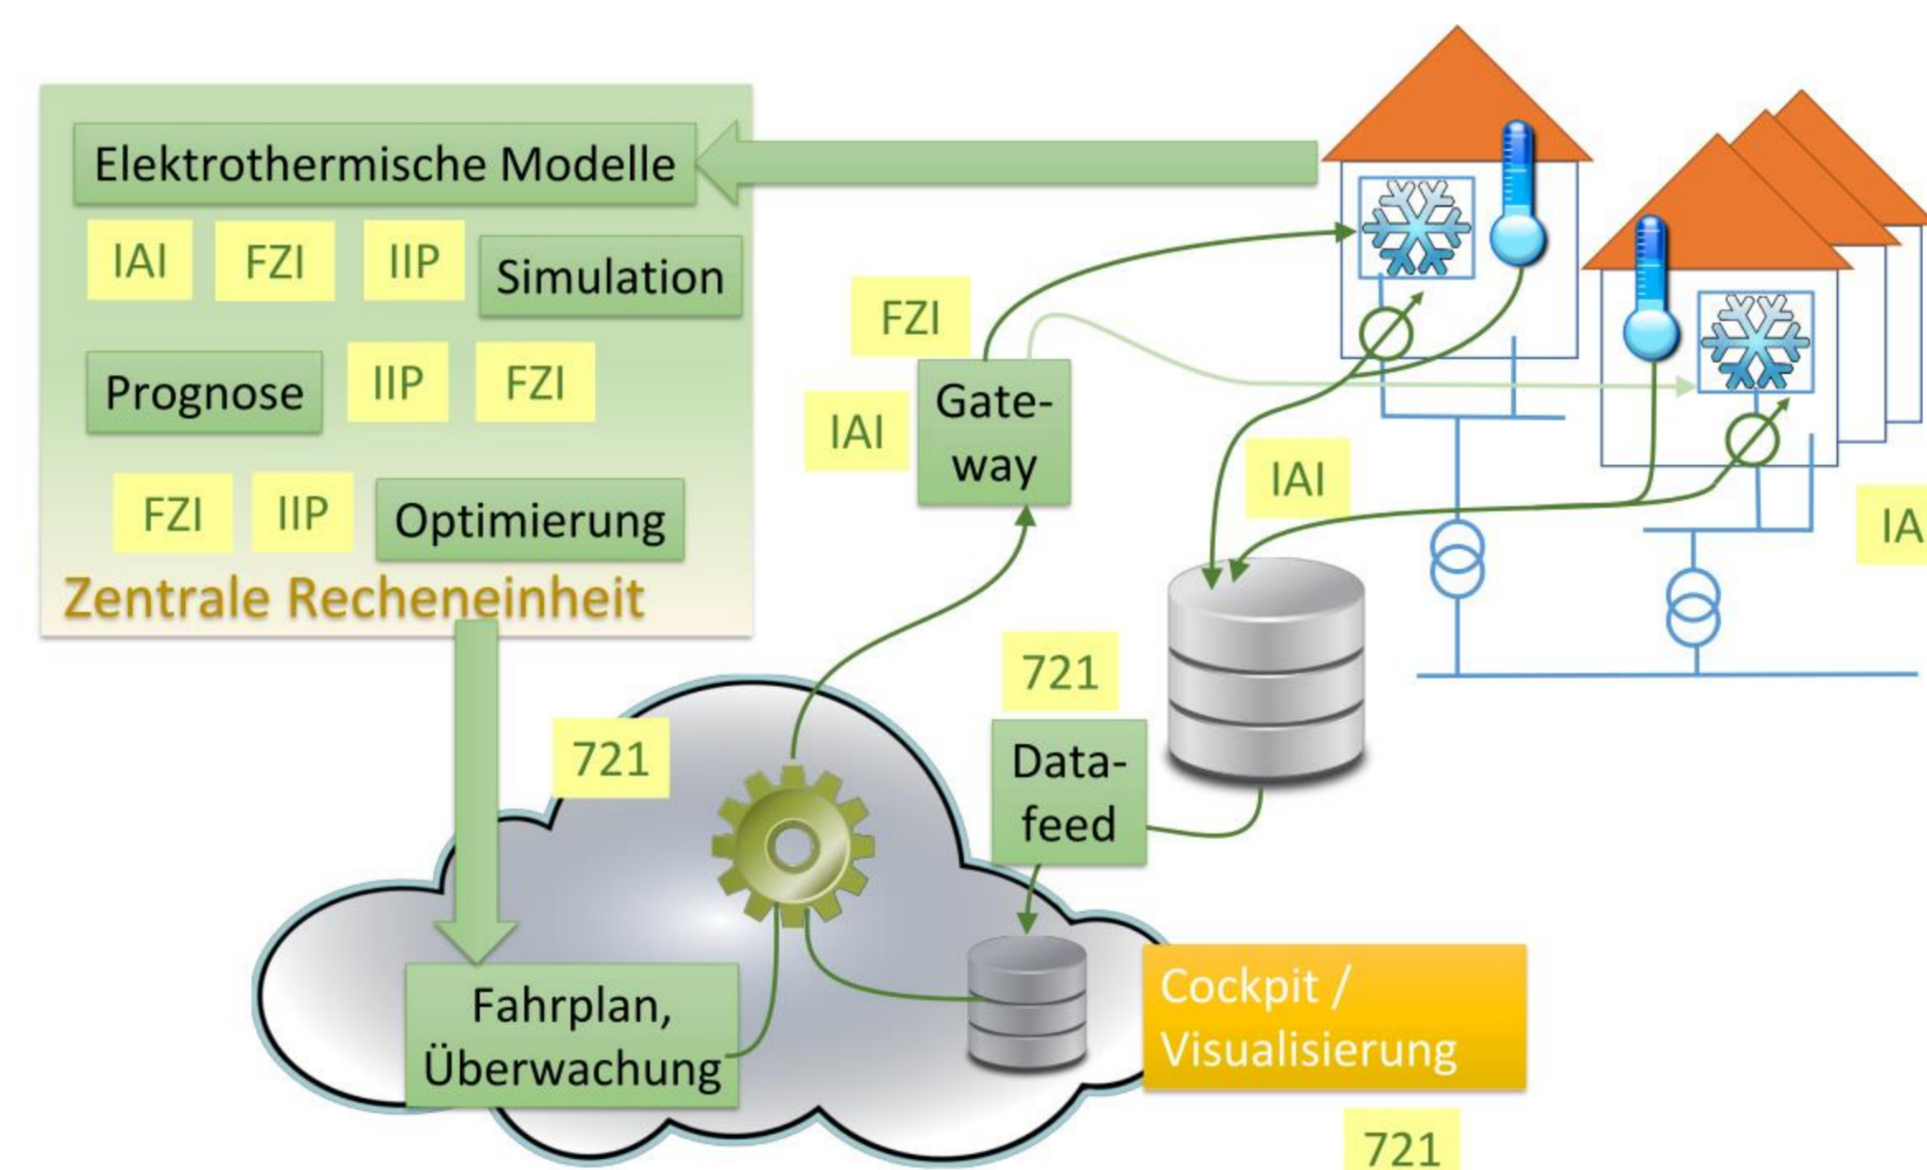 Elektrothermische Modelle
IAI FZI IIP
Simulation
Prognose
IIP FZI
FZI IIP
Optimierung
Zentrale Recheneinheit
FZI
IAI
Gate-
way
IAI
IA
721
721
Data-
feed
Fahrplan,
Überwachung
Cockpit /
Visualisierung
721